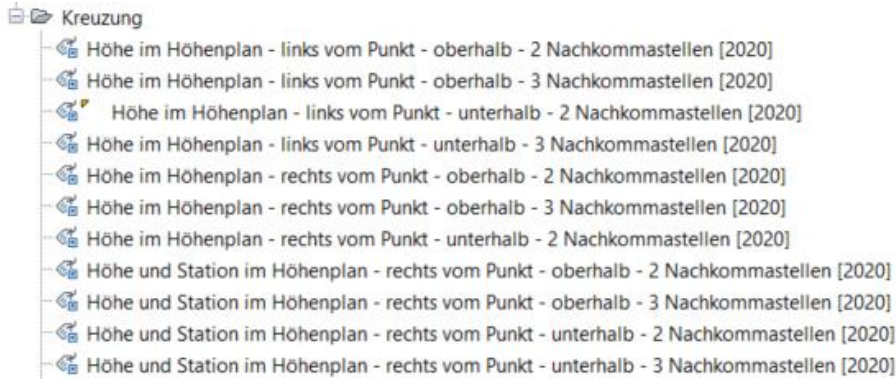 Kreuzung
Höhe im Höhenplan - links vom Punkt - oberhalb - 2 Nachkommastellen [2020]
Höhe im Höhenplan - links vom Punkt - oberhalb - 3 Nachkommastellen [2020]
Höhe im Höhenplan - links vom Punkt - unterhalb - 2 Nachkommastellen [2020]
Höhe im Höhenplan - links vom Punkt - unterhalb - 3 Nachkommastellen [2020]
Höhe im Höhenplan - rechts vom Punkt - oberhalb - 2 Nachkommastellen [2020]
Höhe im Höhenplan - rechts vom Punkt - oberhalb - 3 Nachkommastellen [2020]
Höhe im Höhenplan - rechts vom Punkt - unterhalb - 2 Nachkommastellen [2020]
Höhe und Station im Höhenplan - rechts vom Punkt - oberhalb - 2 Nachkommastellen [2020]
Höhe und Station im Höhenplan - rechts vom Punkt - oberhalb - 3 Nachkommastellen [2020]
Höhe und Station im Höhenplan - rechts vom Punkt - unterhalb - 2 Nachkommastellen [2020]
Höhe und Station im Höhenplan - rechts vom Punkt - unterhalb - 3 Nachkommastellen [2020]